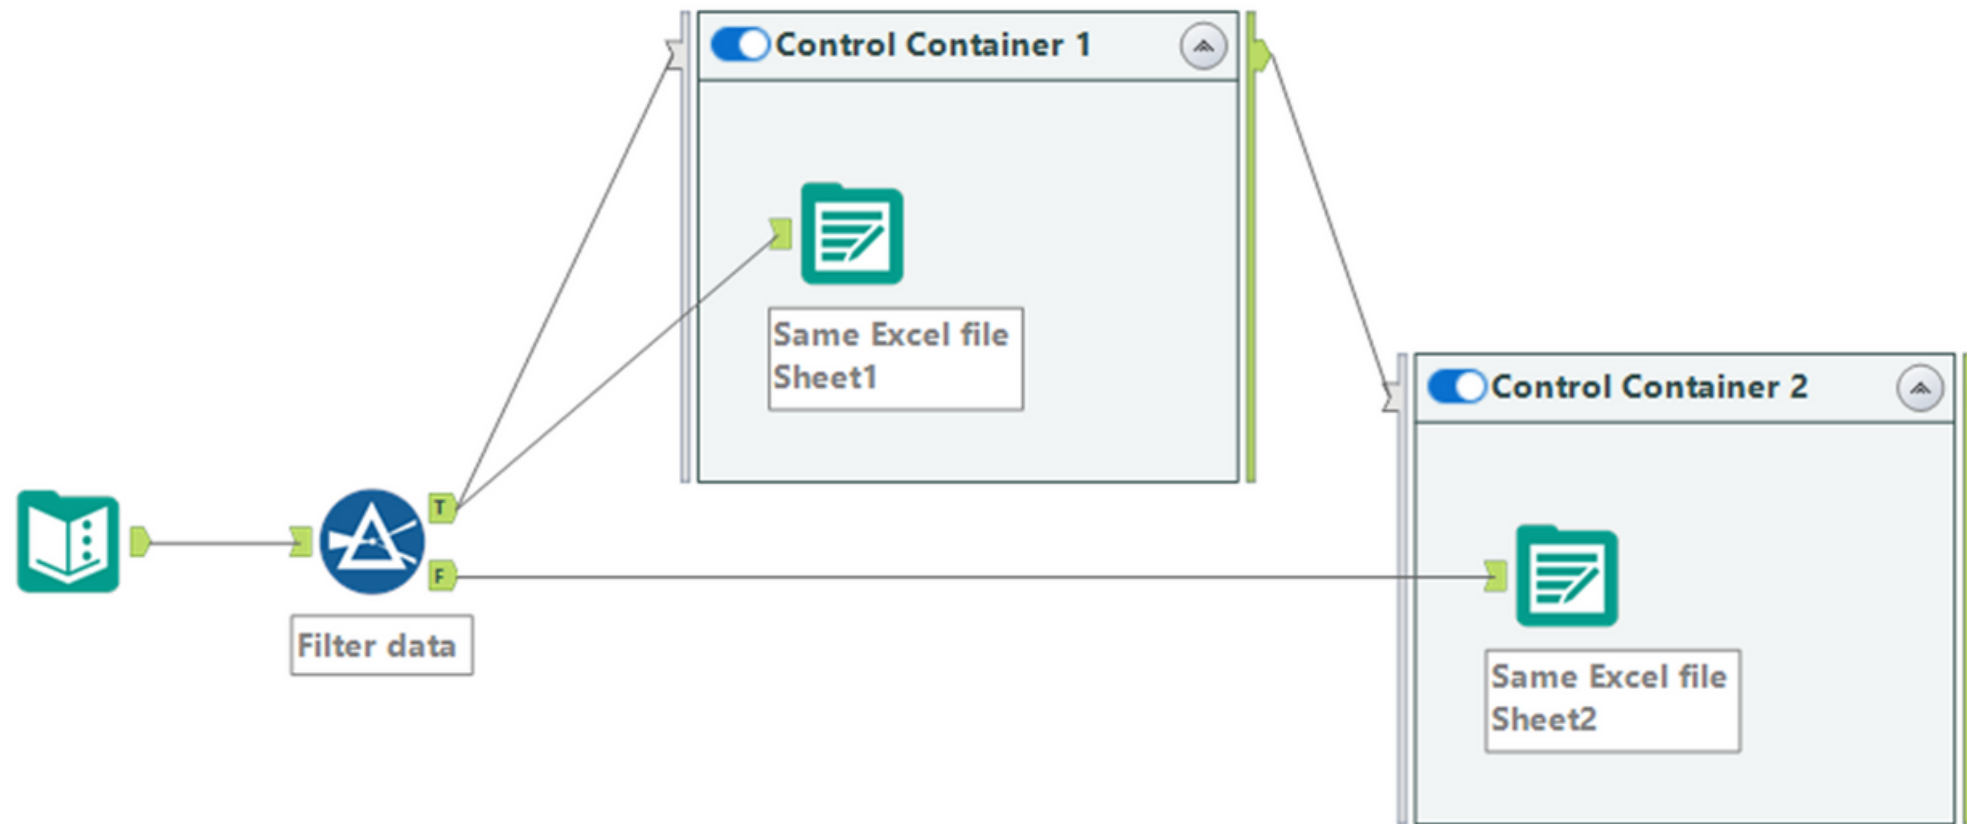 Control Container 1
Same Excel file
Sheet1
Control Container 2
T
F
Filter data
Same Excel file
Sheet2